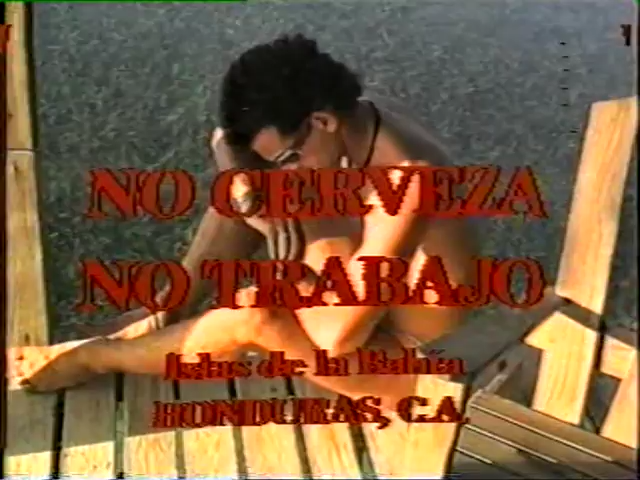 NO CERVEZA
NO TRABAJO
Islas de la Bahía
HONDURAS, C.A.